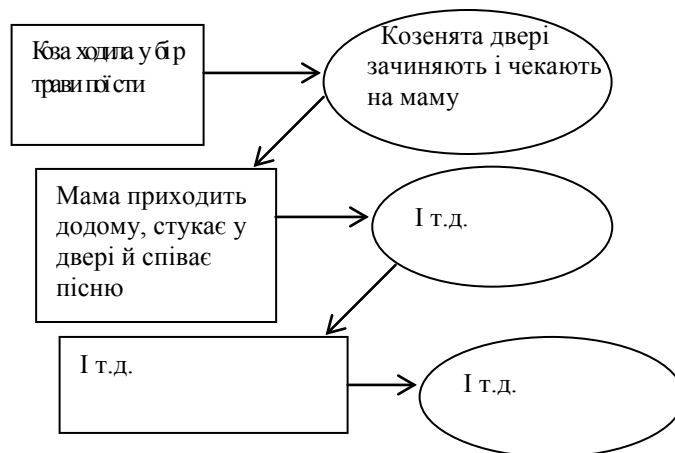 Коза ходила у бір
трави поїсти
Козенята двері
зачиняють і чекають
на маму
Мама приходить
додому, стукає у
двері й співає
пісню
І т.д.
І т.д.
І т.д.